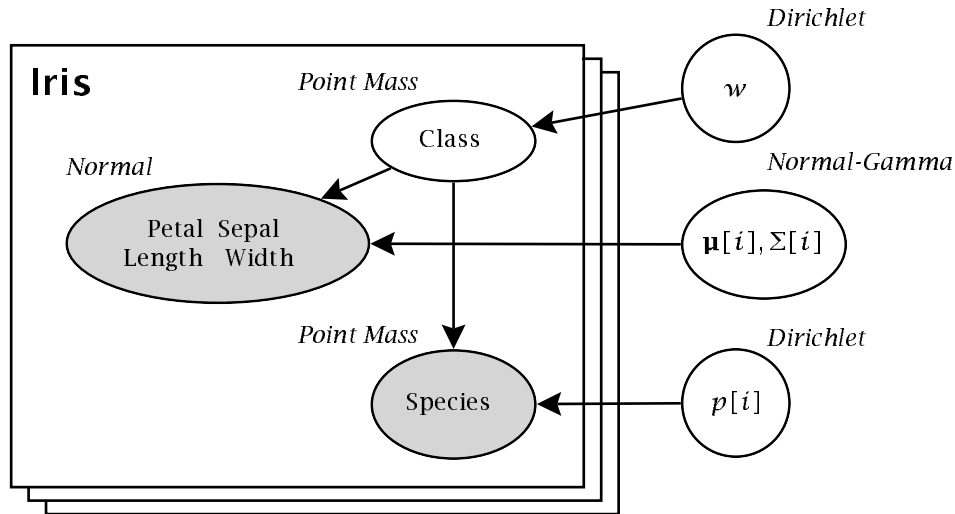 Dirichlet
Iris
Point Mass
w
Class
Normal
Normal-Gamma
Petal Sepal
Length Width
μ[i], Σ[i]
Point Mass
Dirichlet
Species
p[i]